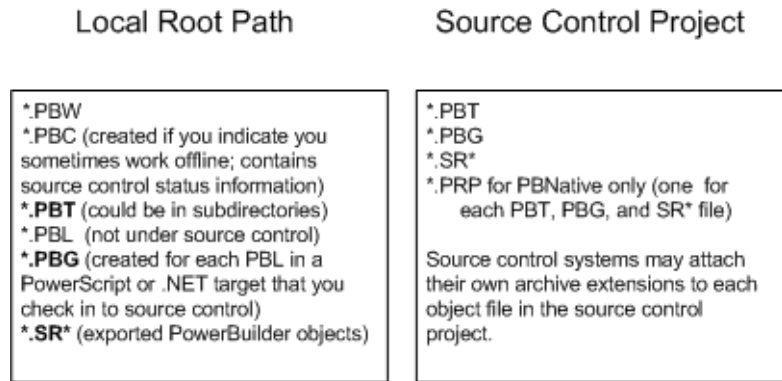 Local Root Path
*.PBW
*.PBC (created if you indicate you
sometimes work offline; contains
source control status information)
*.PBT (could be in subdirectories)
*.PBL (not under source control)
*.PBG (created for each PBL in a
PowerScript or .NET target that you
check in to source control)
*.SR* (exported PowerBuilder objects)
Source Control Project
*.PBT
*.PBG
*.SR*
*.PRP for PBNative only (one for
each PBT, PBG, and SR* file)
Source control systems may attach
their own archive extensions to each
object file in the source control
project.